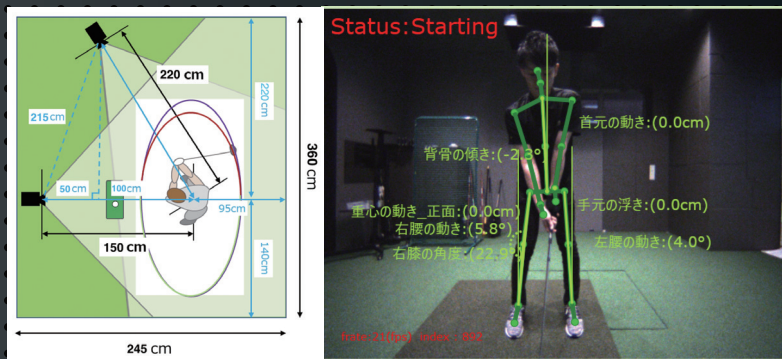 220 cm
215cm
50 cm
100cm
95cm
150 cm
220cm
140cm
360 cm
245 cm
Status:Starting
首元の動き:(0.0cm)
背骨の傾き:(-2.3°
重心の動き_正面:(0.0cm)
手元の浮き:(0.0cm)
右腰の動き:(5.8°)
左腰の動き:(4.0°)
右膝の角度:(22.9°